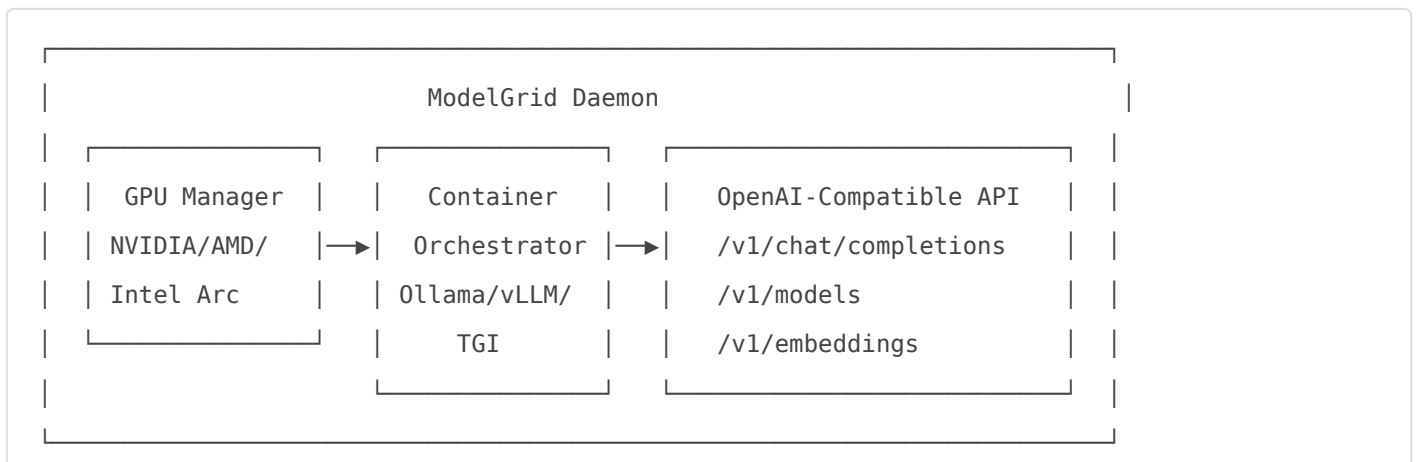 ModelGrid Daemon
GPU Manager Container OpenAI-Compatible API
NVIDIA/AMD/ Orchestrator /v1/chat/completions
Intel Arc Ollama/vLLM/ /v1/models
TGI /v1/embeddings